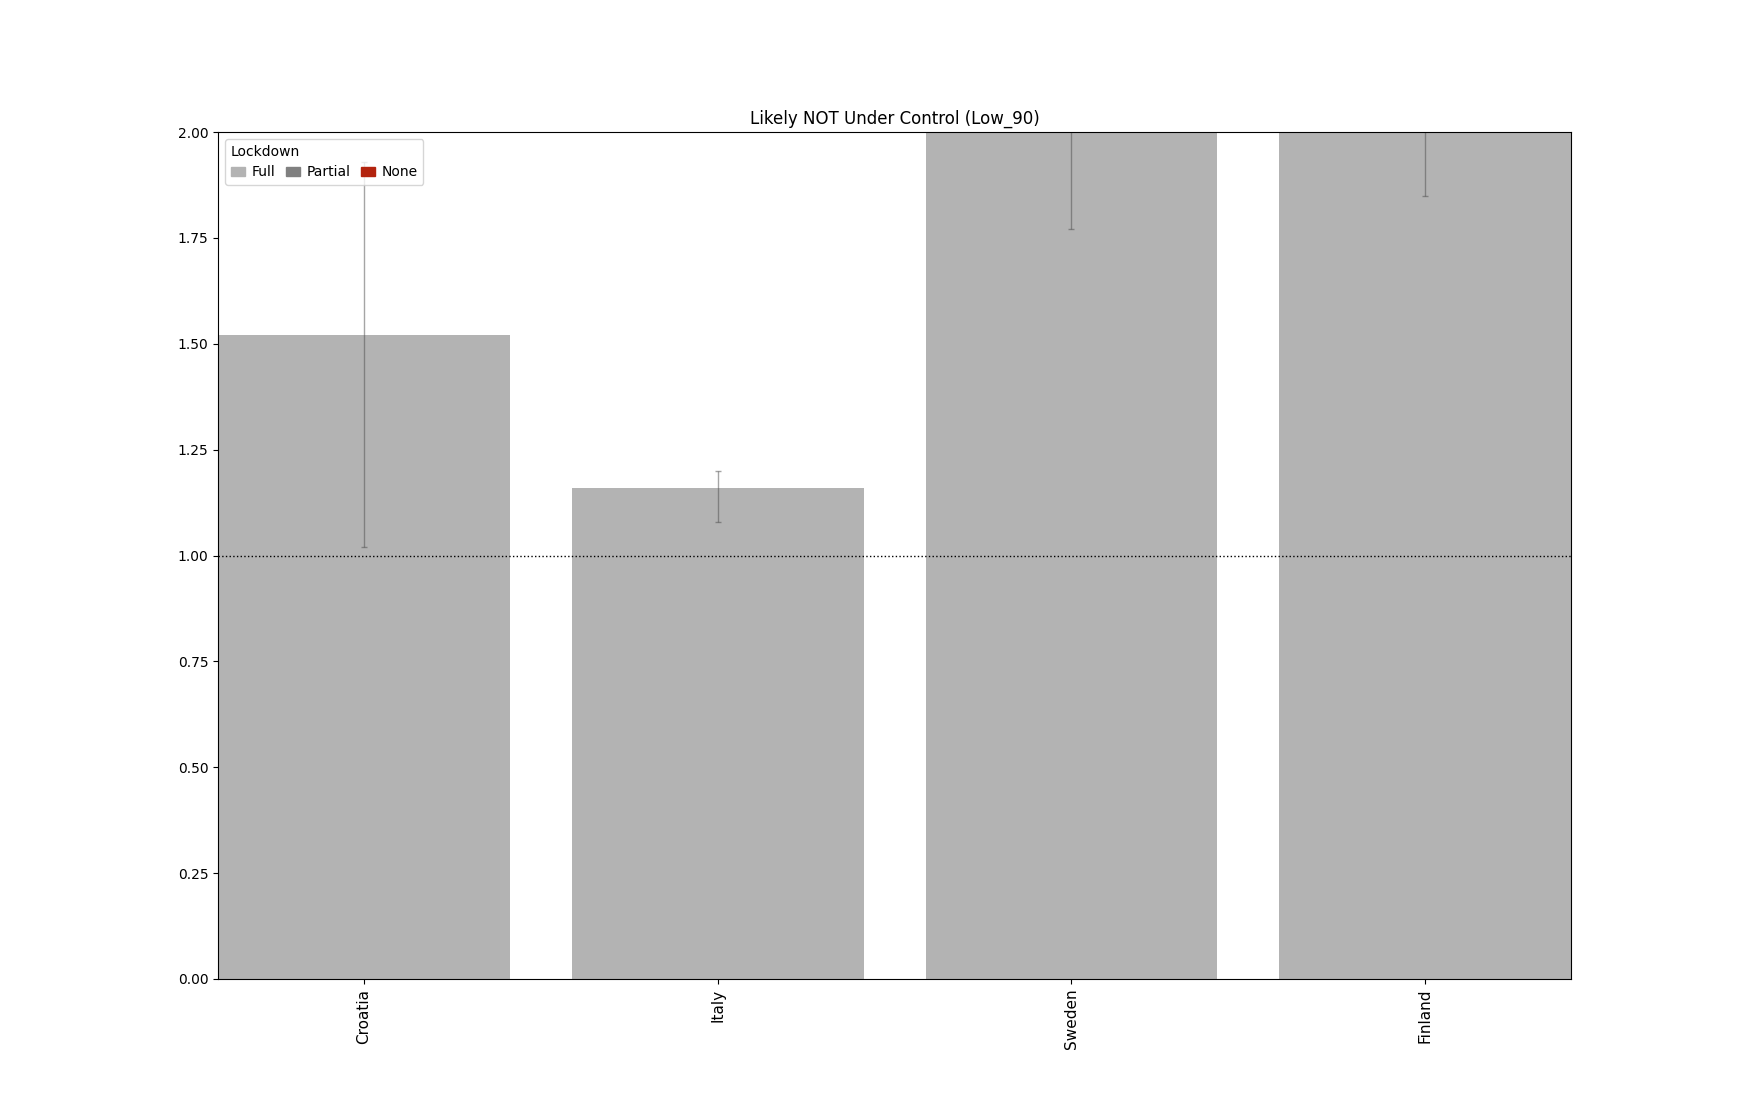 Likely NOT Under Control (Low_90)
2.00
1.75
1.50
1.25
1.00
0.75
0.50
0.25
0.00
Lockdown
Full Partial None
Croatia
Italy
Sweden
Finland